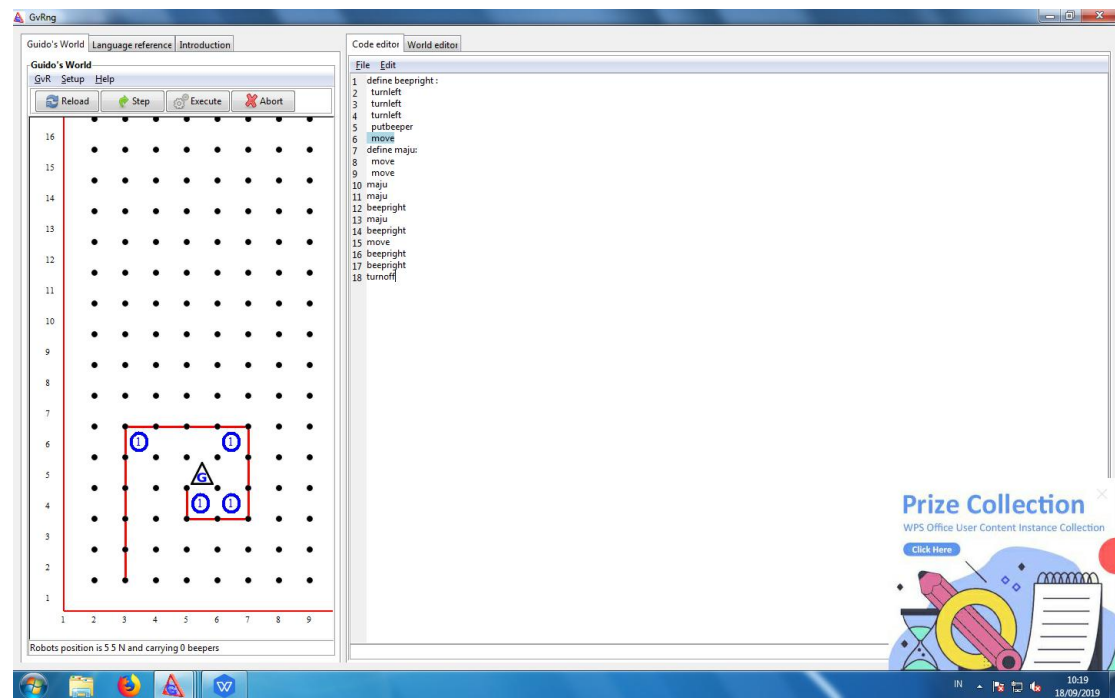 GvRng
Guido's World Language reference Introduction
Guido's World
GvR Setup Help
Reload Step Execute Abort
16
15
14
13
12
11
10
9
8
7
6 1 1
5 G
4 1 1
3
2
1
1 2 3 4 5 6 7 8 9
Robots position is 5 5 N and carrying 0 beepers
Code editor World editor
File Edit
1 define beepright :
2 turnleft
3 turnleft
4 turnleft
5 putbeeper
6 move
7 define maju:
8 move
9 move
10 maju
11 maju
12 beepright
13 maju
14 beepright
15 move
16 beepright
17 beepright
18 turnoff
Prize Collection
WPS Office User Content Instance Collection
Click Here
IN
10:19
18/09/2019